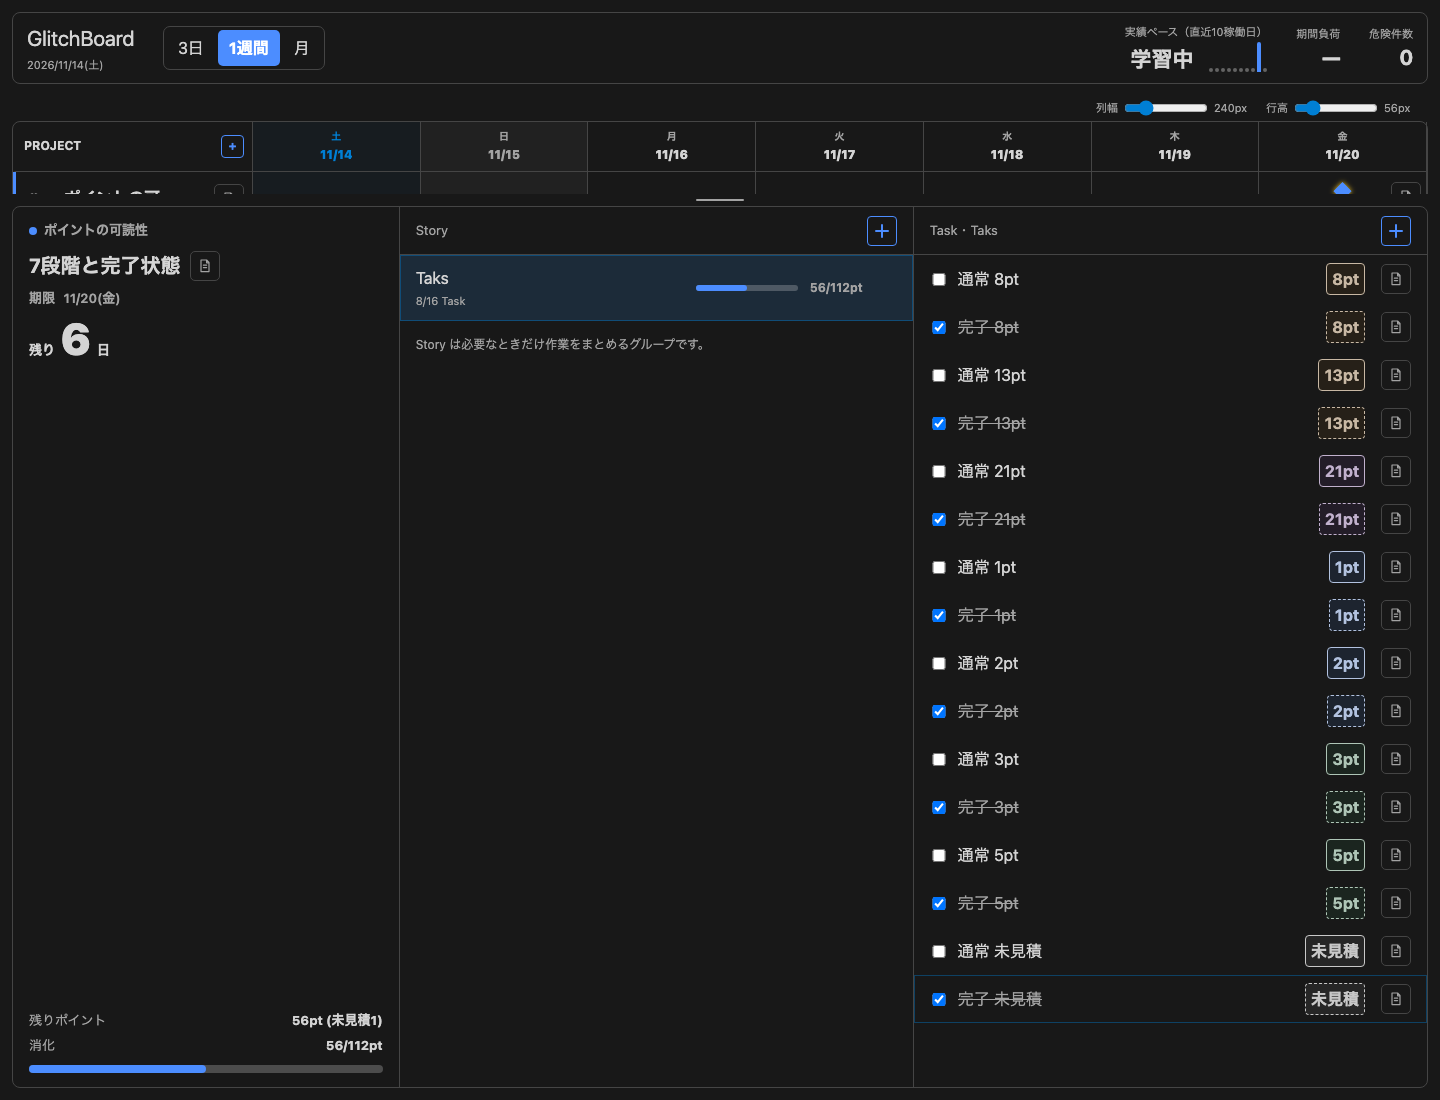 GlitchBoard
2026/11/14(土)
3日 1週間 月
実績ペース（直近10稼働日）
学習中
期間負荷
—
危険件数
0
列幅 240px 行高 56px
PROJECT +
土 11/14
日 11/15
月 11/16
火 11/17
水 11/18
木 11/19
金 11/20
ポイントの可読性
7段階と完了状態
期限 11/20(金)
残り 6 日
残りポイント 56pt (未見積1)
消化 56/112pt
Story +
Taks
8/16 Task
56/112pt
Story は必要なときだけ作業をまとめるグループです。
Task・Taks +
通常 8pt 8pt
完了 8pt 8pt
通常 13pt 13pt
完了 13pt 13pt
通常 21pt 21pt
完了 21pt 21pt
通常 1pt 1pt
完了 1pt 1pt
通常 2pt 2pt
完了 2pt 2pt
通常 3pt 3pt
完了 3pt 3pt
通常 5pt 5pt
完了 5pt 5pt
通常 未見積 未見積
完了 未見積 未見積